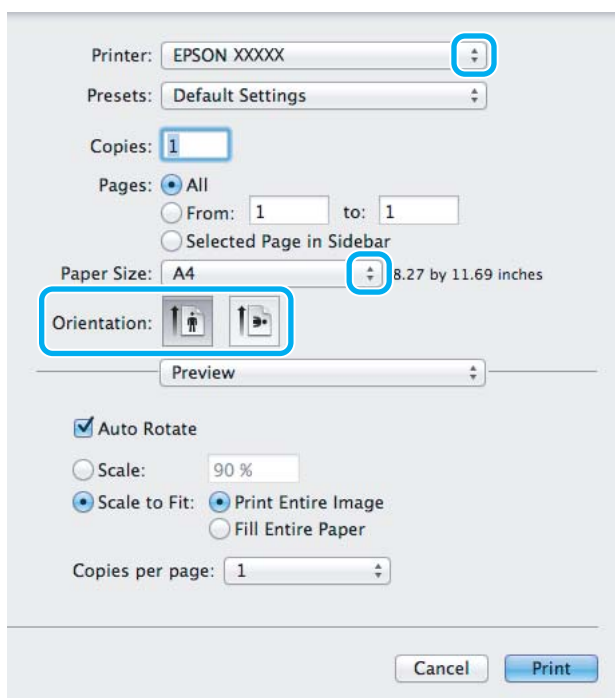 Printer: EPSON XXXXX
Presets: Default Settings
Copies: 1
Pages: All
From: 1 to: 1
Selected Page in Sidebar
Paper Size: A4 8.27 by 11.69 inches
Orientation:
Preview
Auto Rotate
Scale: 90 %
Scale to Fit: Print Entire Image
Fill Entire Paper
Copies per page: 1
Cancel Print